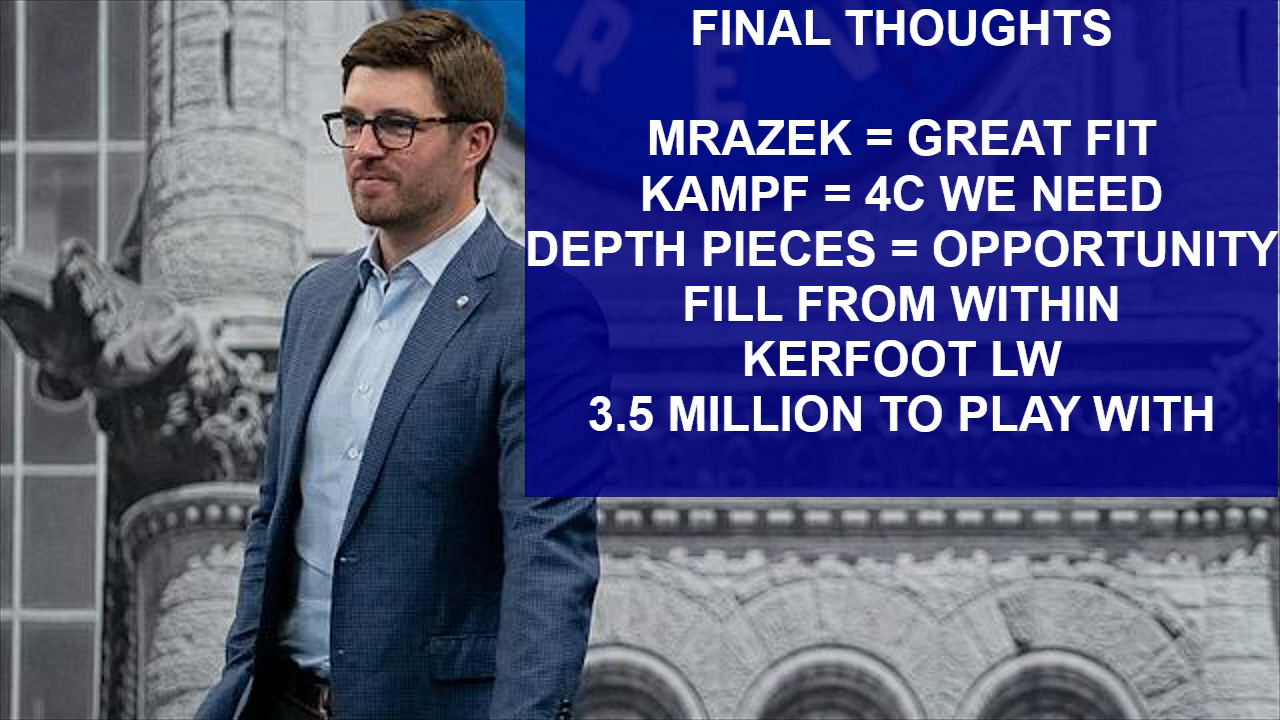 FINAL THOUGHTS
MRAZEK = GREAT FIT
KAMPF = 4C WE NEED
DEPTH PIECES = OPPORTUNITY
FILL FROM WITHIN
KERFOOT LW
3.5 MILLION TO PLAY WITH